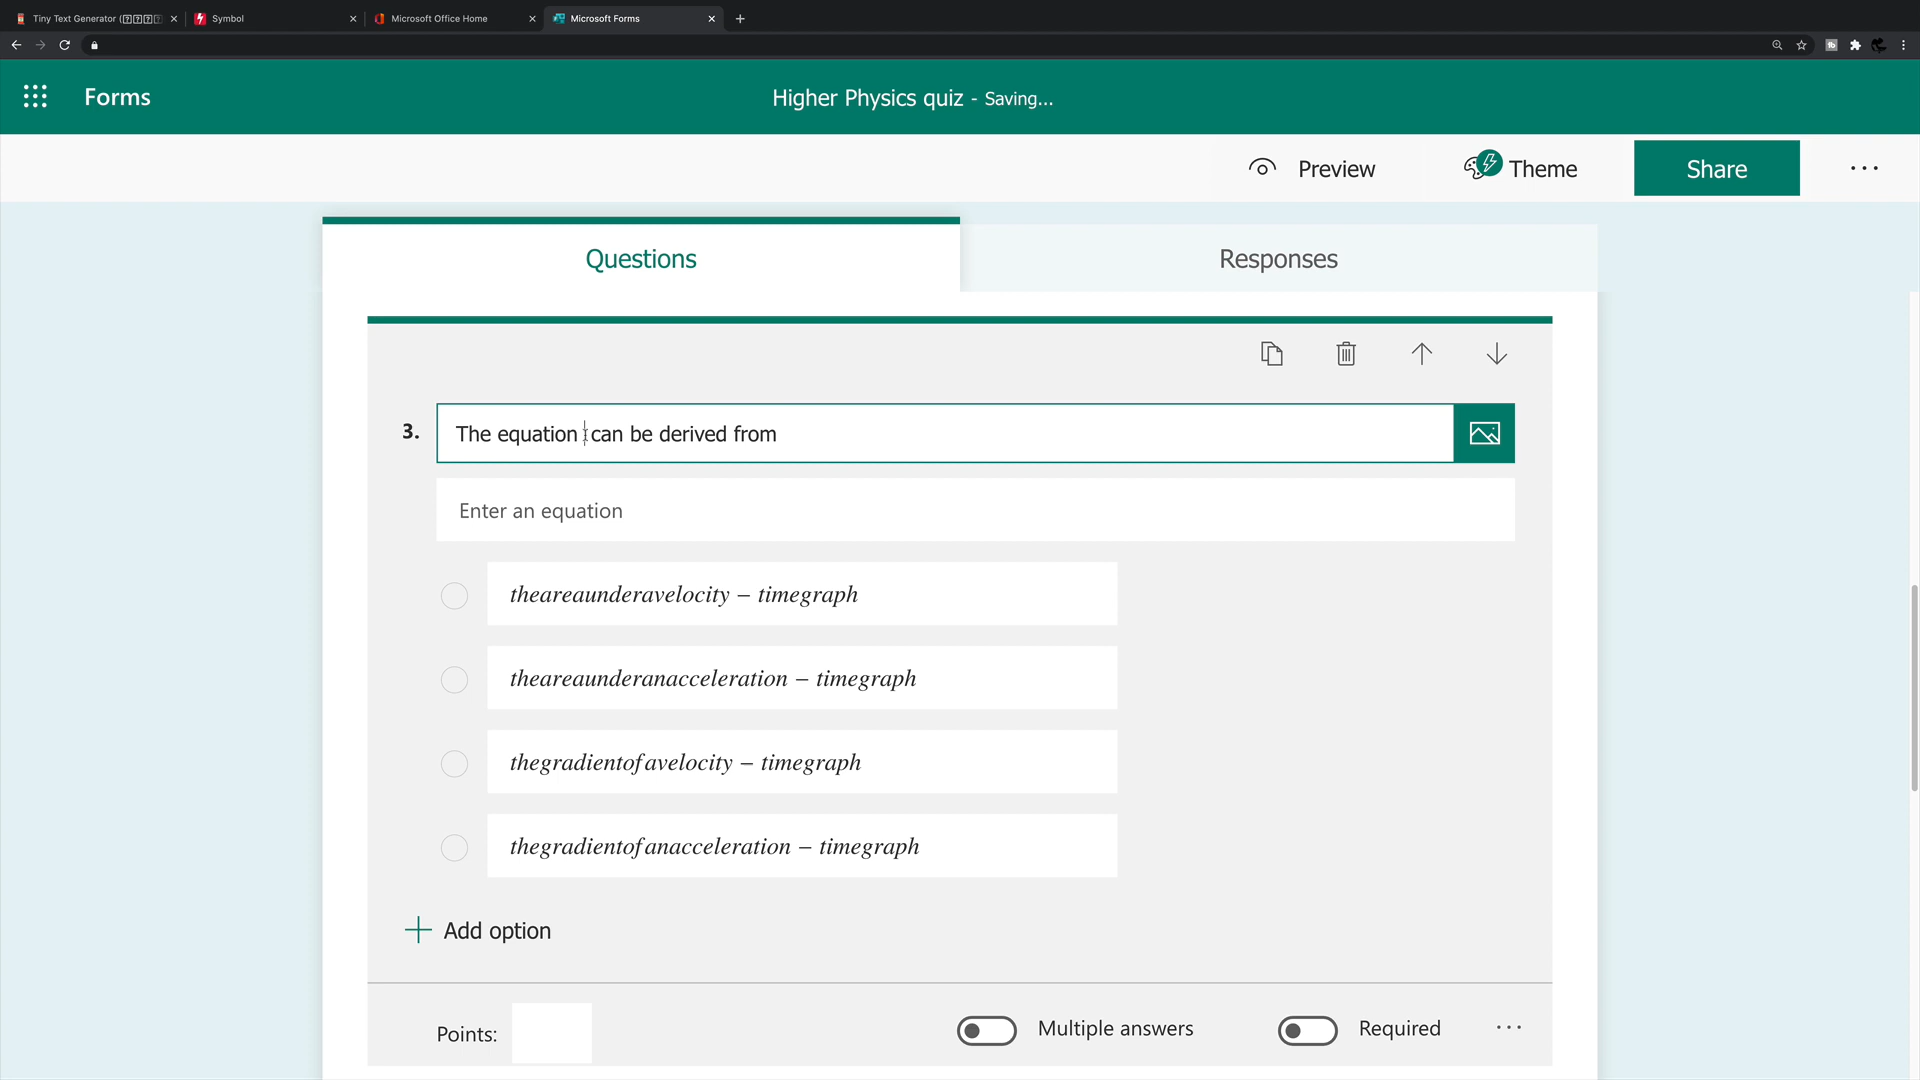 Tiny Text Generator (
Symbol
Microsoft Office Home
Microsoft Forms
Forms
Higher Physics quiz - Saving...
Preview
Theme
Share
Questions
Responses
3.
The equation can be derived from
Enter an equation
theareaunderavelocity – timegraph
theareaunderanacceleration – timegraph
thegradientofavelocity – timegraph
thegradientofanacceleration – timegraph
Add option
Points:
Multiple answers
Required